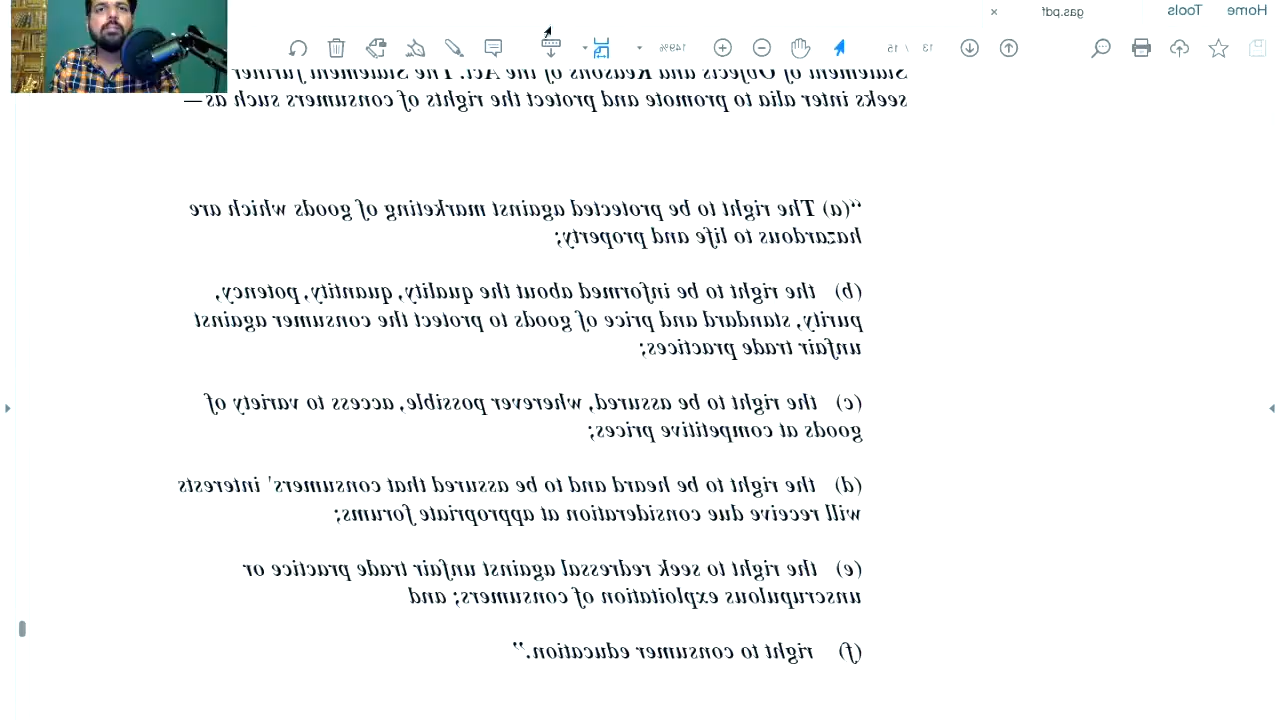 Home Tools gas.pdf ×
13 / 15 149%
Statement of Objects and Reasons of the Act. The Statement further
seeks inter alia to promote and protect the rights of consumers such as—
“(a) The right to be protected against marketing of goods which are
hazardous to life and property;
(b) the right to be informed about the quality, quantity, potency,
purity, standard and price of goods to protect the consumer against
unfair trade practices;
(c) the right to be assured, wherever possible, access to variety of
goods at competitive prices;
(d) the right to be heard and to be assured that consumers' interests
will receive due consideration at appropriate forums;
(e) the right to seek redressal against unfair trade practice or
unscrupulous exploitation of consumers; and
(f) right to consumer education.”